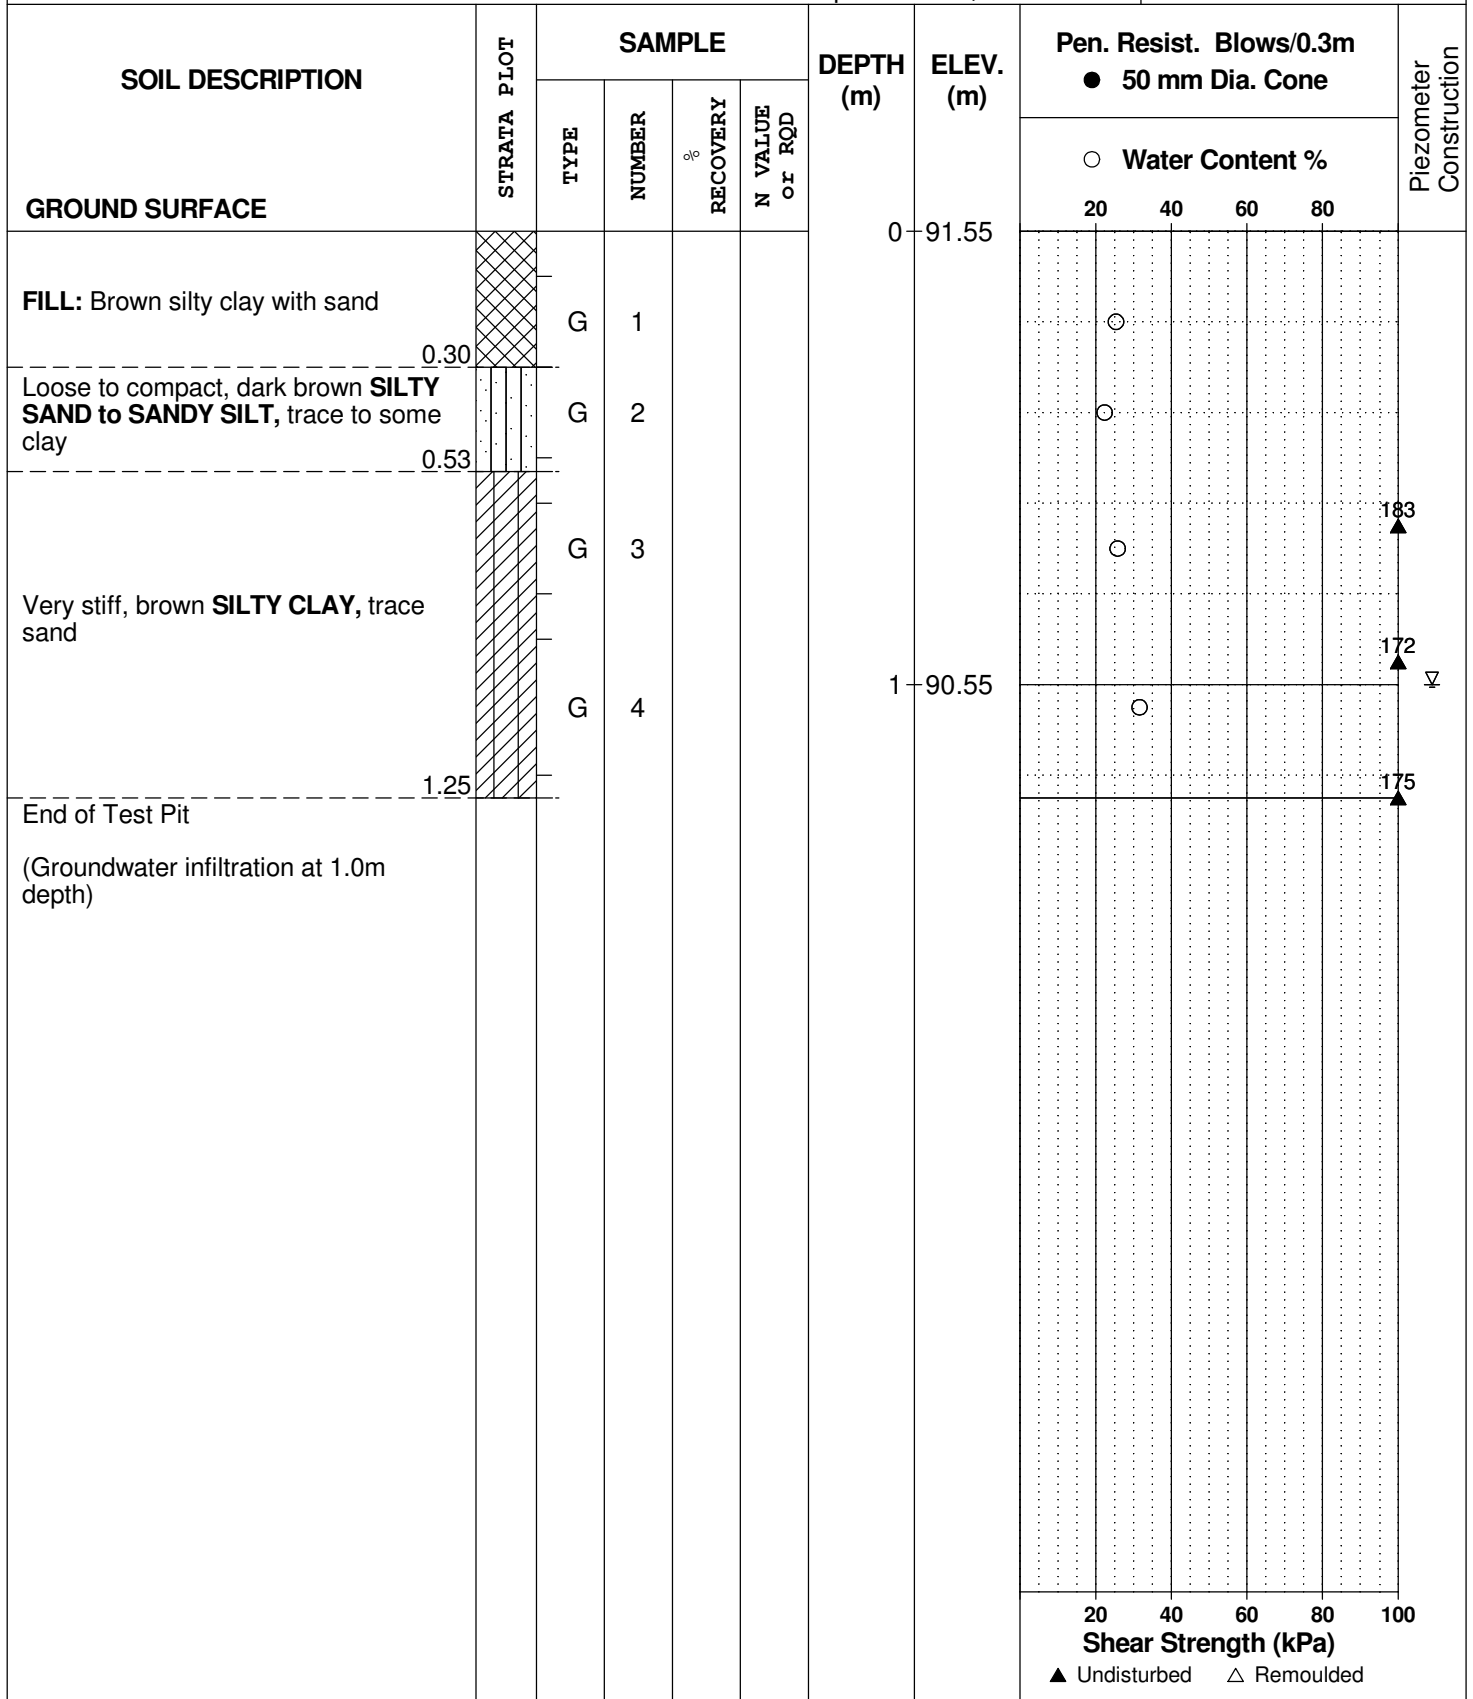 SOIL DESCRIPTION
GROUND SURFACE
STRATA PLOT
SAMPLE
TYPE
NUMBER
%
RECOVERY
N VALUE
or RQD
DEPTH
(m)
ELEV.
(m)
Pen. Resist. Blows/0.3m
● 50 mm Dia. Cone
○ Water Content %
20 40 60 80
Piezometer
Construction
0 91.55
FILL: Brown silty clay with sand
0.30
G 1
Loose to compact, dark brown SILTY
SAND to SANDY SILT, trace to some
clay
0.53
G 2
183
G 3
Very stiff, brown SILTY CLAY, trace
sand
172
1 90.55
G 4
1.25
175
End of Test Pit
(Groundwater infiltration at 1.0m
depth)
20 40 60 80 100
Shear Strength (kPa)
▲ Undisturbed △ Remoulded